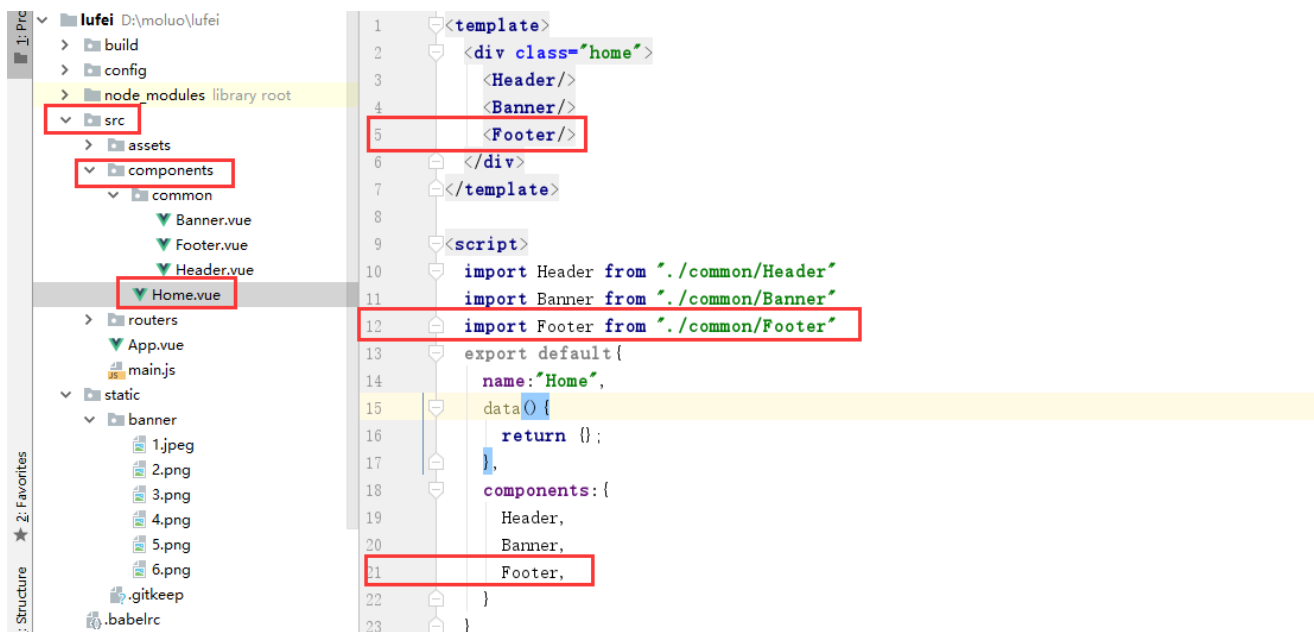 1: Pro
lufei D:\moluo\lufei
build
config
node_modules library root
src
assets
components
common
Banner.vue
Footer.vue
Header.vue
Home.vue
routers
App.vue
main.js
static
banner
1.jpeg
2.png
3.png
4.png
5.png
6.png
.gitkeep
.babelrc
2: Favorites
Structure
1 <template>
2 <div class="home">
3 <Header/>
4 <Banner/>
5 <Footer/>
6 </div>
7 </template>
8
9 <script>
10 import Header from "./common/Header"
11 import Banner from "./common/Banner"
12 import Footer from "./common/Footer"
13 export default{
14 name:"Home",
15 data(){
16 return {};
17 },
18 components:{
19 Header,
20 Banner,
21 Footer,
22 }
23 }